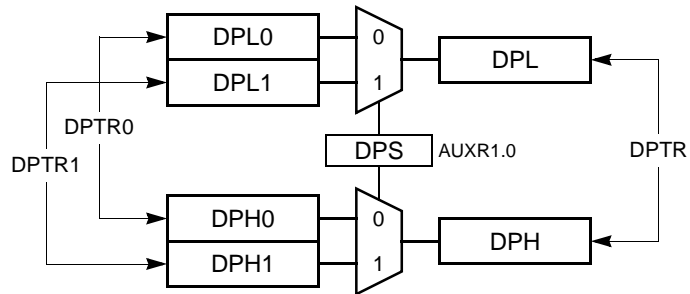 DPL0
0
DPL
DPL1
1
DPTR0
DPS
AUXR1.0
DPTR
DPTR1
DPH0
0
DPH
DPH1
1